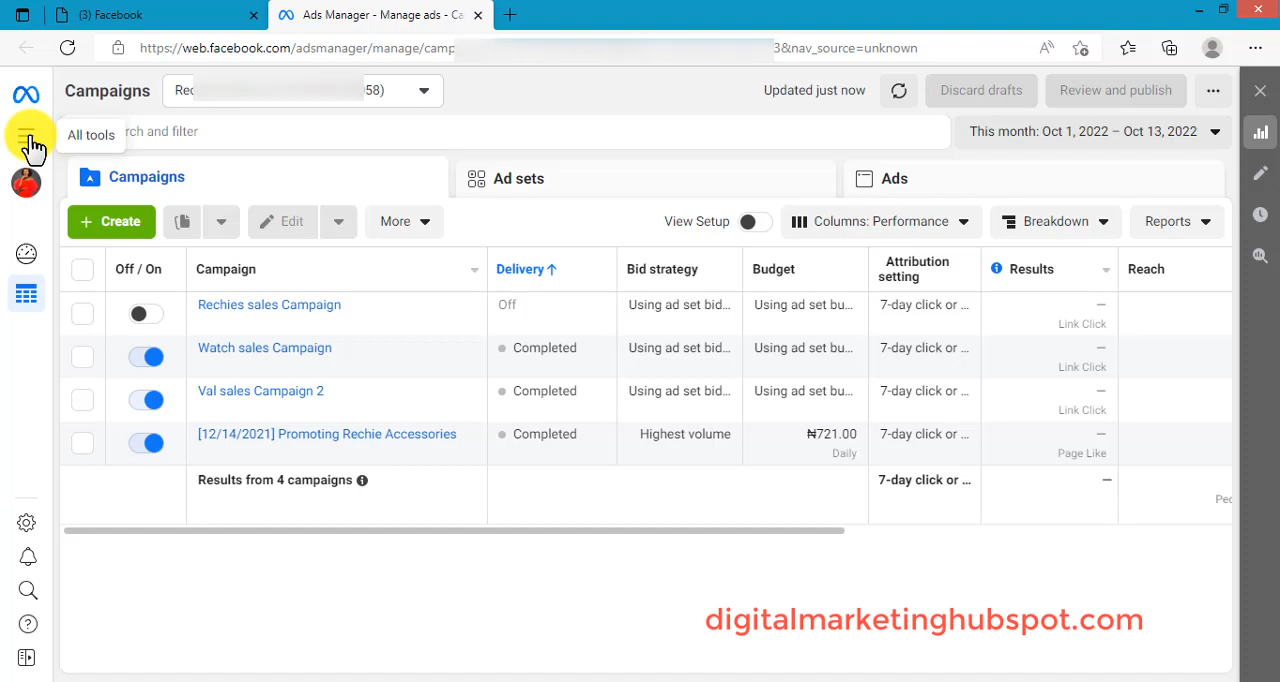 (3) Facebook
Ads Manager - Manage ads - Ca
https://web.facebook.com/adsmanager/manage/camp 3&nav_source=unknown
Campaigns
Rec 58)
Updated just now
Discard drafts
Review and publish
All tools
rch and filter
This month: Oct 1, 2022 – Oct 13, 2022
Campaigns
Ad sets
Ads
+ Create
Edit
More
View Setup
Columns: Performance
Breakdown
Reports
Off / On
Campaign
Delivery↑
Bid strategy
Budget
Attribution
setting
Results
Reach
Rechies sales Campaign
Off
Using ad set bid...
Using ad set bu...
7-day click or ...
—
Link Click
Watch sales Campaign
Completed
Using ad set bid...
Using ad set bu...
7-day click or ...
—
Link Click
Val sales Campaign 2
Completed
Using ad set bid...
Using ad set bu...
7-day click or ...
—
Link Click
[12/14/2021] Promoting Rechie Accessories
Completed
Highest volume
₦721.00
Daily
7-day click or ...
—
Page Like
Results from 4 campaigns
7-day click or ...
—
Pec
digitalmarketinghubspot.com